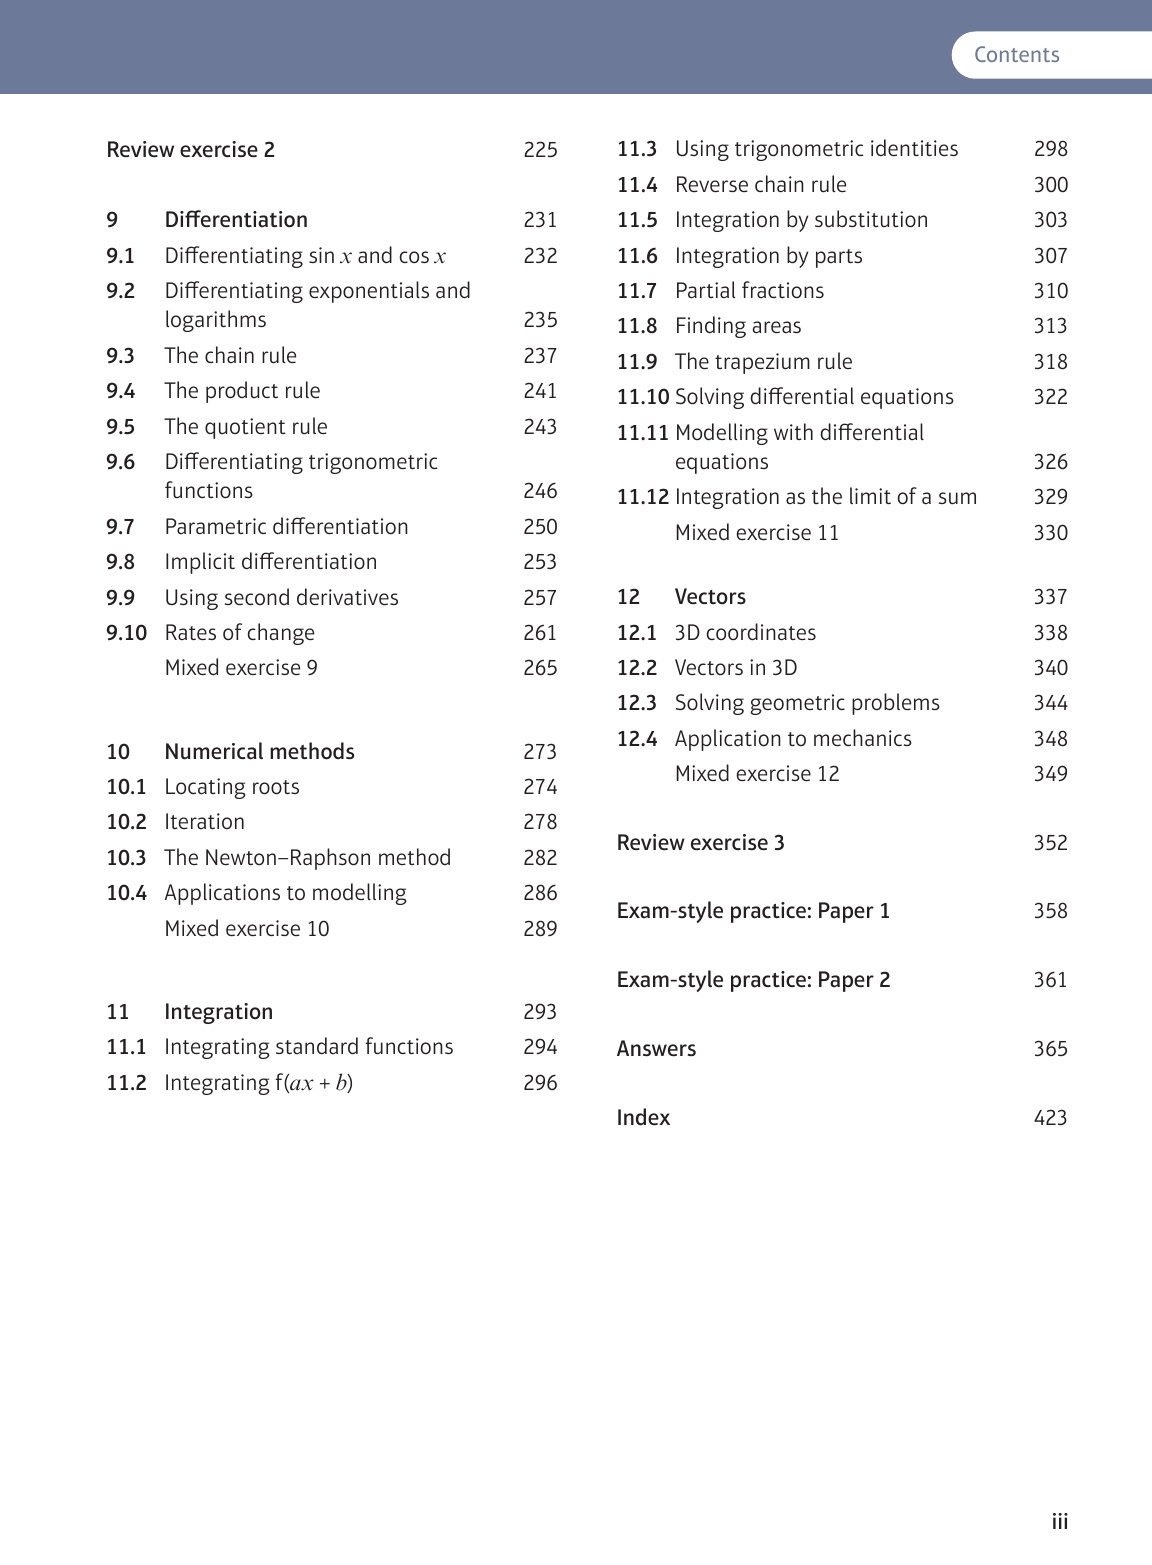 Contents
Review exercise 2 225
9 Differentiation 231
9.1 Differentiating sin x and cos x 232
9.2 Differentiating exponentials and
logarithms 235
9.3 The chain rule 237
9.4 The product rule 241
9.5 The quotient rule 243
9.6 Differentiating trigonometric
functions 246
9.7 Parametric differentiation 250
9.8 Implicit differentiation 253
9.9 Using second derivatives 257
9.10 Rates of change 261
Mixed exercise 9 265
10 Numerical methods 273
10.1 Locating roots 274
10.2 Iteration 278
10.3 The Newton–Raphson method 282
10.4 Applications to modelling 286
Mixed exercise 10 289
11 Integration 293
11.1 Integrating standard functions 294
11.2 Integrating f(ax + b) 296
11.3 Using trigonometric identities 298
11.4 Reverse chain rule 300
11.5 Integration by substitution 303
11.6 Integration by parts 307
11.7 Partial fractions 310
11.8 Finding areas 313
11.9 The trapezium rule 318
11.10 Solving differential equations 322
11.11 Modelling with differential
equations 326
11.12 Integration as the limit of a sum 329
Mixed exercise 11 330
12 Vectors 337
12.1 3D coordinates 338
12.2 Vectors in 3D 340
12.3 Solving geometric problems 344
12.4 Application to mechanics 348
Mixed exercise 12 349
Review exercise 3 352
Exam-style practice: Paper 1 358
Exam-style practice: Paper 2 361
Answers 365
Index 423
iii